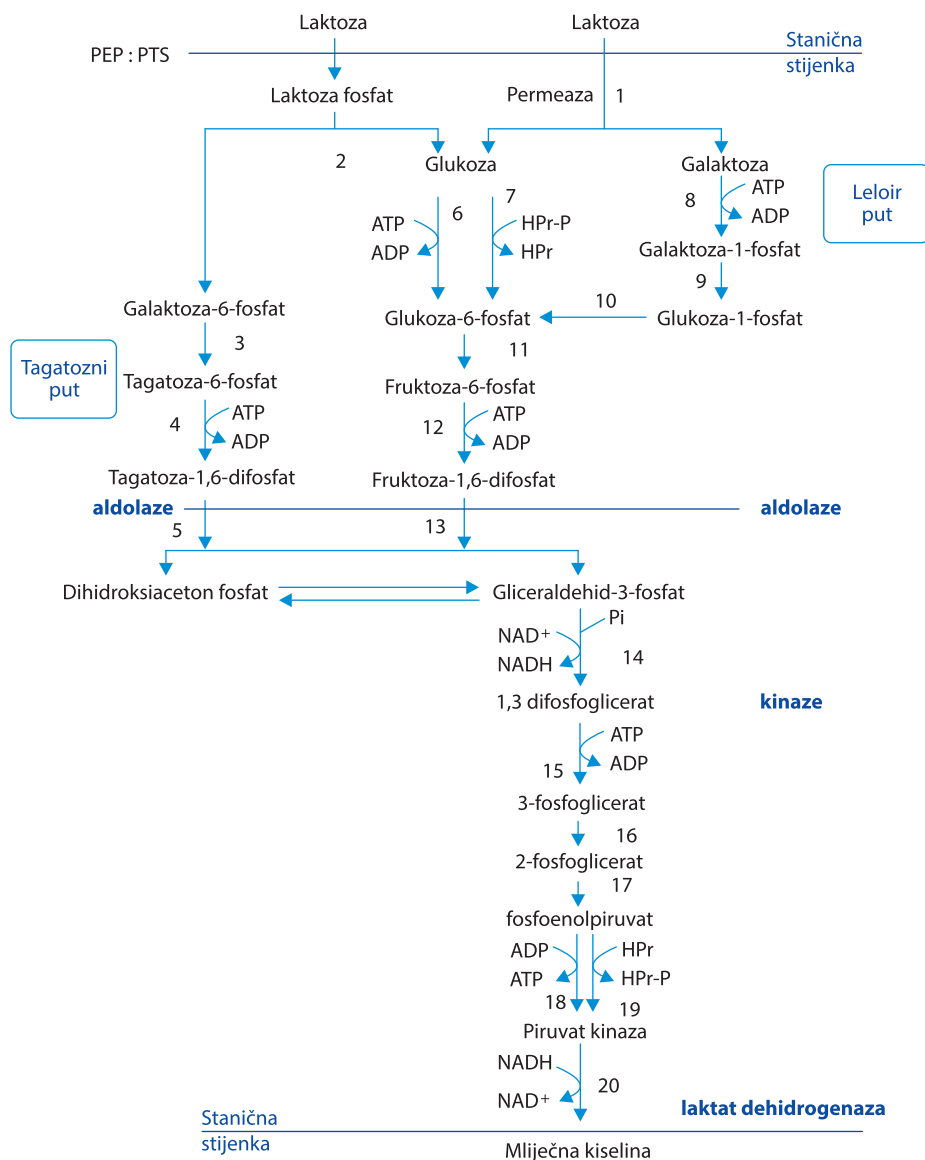 Laktoza
Laktoza
PEP : PTS
Stanična
stijenka
Laktoza fosfat
Permeaza
1
2
Glukoza
Galaktoza
Leloir
put
6
7
8
ATP
ADP
HPr-P
HPr
ATP
ADP
Galaktoza-1-fosfat
9
Galaktoza-6-fosfat
Glukoza-6-fosfat
10
Glukoza-1-fosfat
3
11
Tagatozni
put
Tagatoza-6-fosfat
Fruktoza-6-fosfat
4
ATP
ADP
12
ATP
ADP
Tagatoza-1,6-difosfat
Fruktoza-1,6-difosfat
aldolaze
aldolaze
5
13
Dihidroksiaceton fosfat
Gliceraldehid-3-fosfat
Pi
NAD+
NADH
14
1,3 difosfoglicerat
kinaze
ATP
ADP
15
3-fosfoglicerat
16
2-fosfoglicerat
17
fosfoenolpiruvat
ADP
ATP
HPr
HPr-P
18
19
Piruvat kinaza
NADH
NAD+
20
laktat dehidrogenaza
Stanična
stijenka
Mliječna kiselina